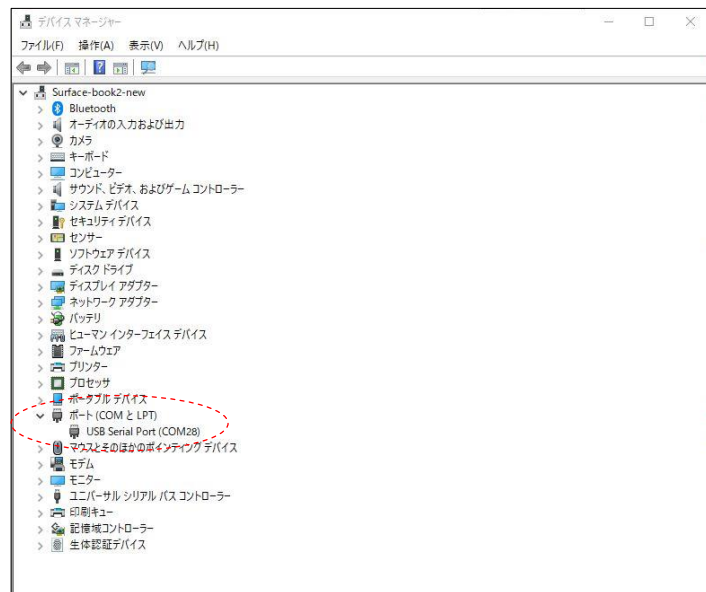 デバイス マネージャー
ファイル(F) 操作(A) 表示(V) ヘルプ(H)
Surface-book2-new
Bluetooth
オーディオの入力および出力
カメラ
キーボード
コンピューター
サウンド、ビデオ、およびゲーム コントローラー
システム デバイス
セキュリティ デバイス
センサー
ソフトウェア デバイス
ディスク ドライブ
ディスプレイ アダプター
ネットワーク アダプター
バッテリ
ヒューマン インターフェイス デバイス
ファームウェア
プリンター
プロセッサ
ポータブル デバイス
ポート (COM と LPT)
USB Serial Port (COM28)
マウスとそのほかのポインティング デバイス
モデム
モニター
ユニバーサル シリアル バス コントローラー
印刷キュー
記憶域コントローラー
生体認証デバイス